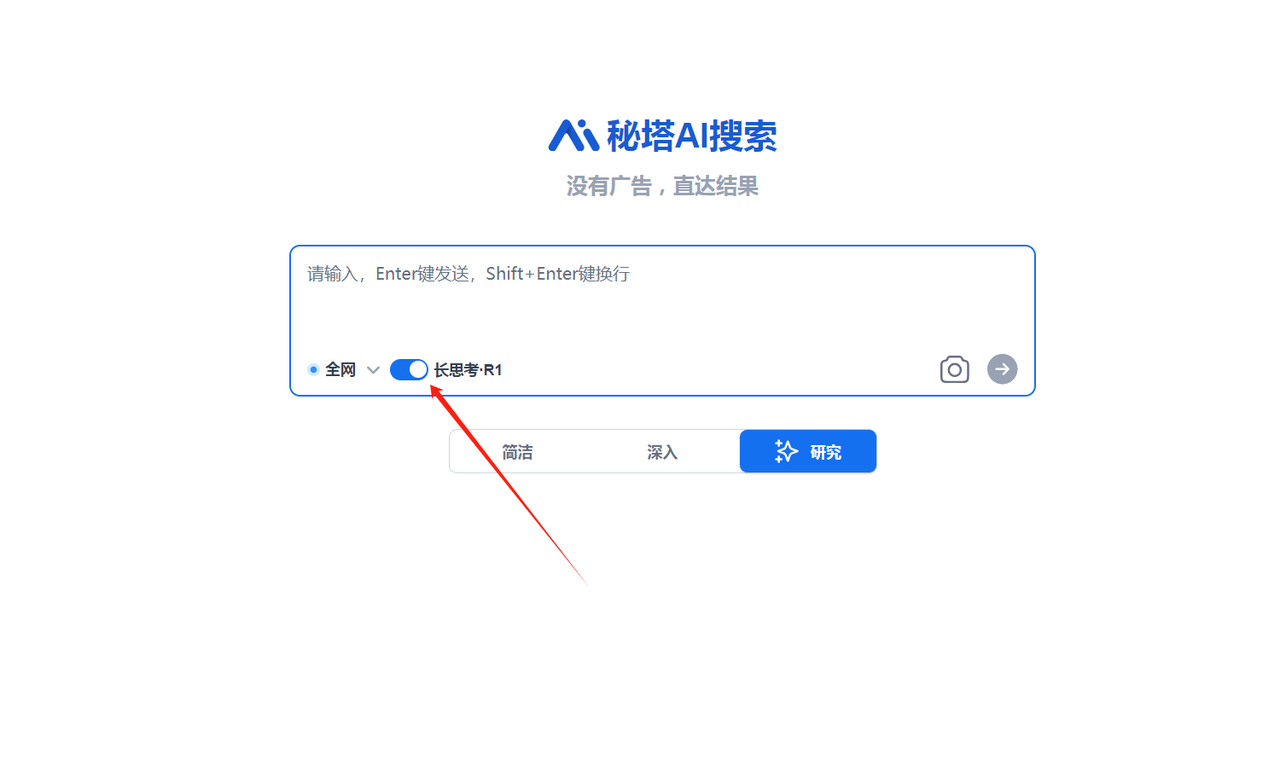 秘塔AI搜索
没有广告，直达结果
请输入，Enter键发送，Shift+Enter键换行
全网 长思考·R1
简洁 深入 研究